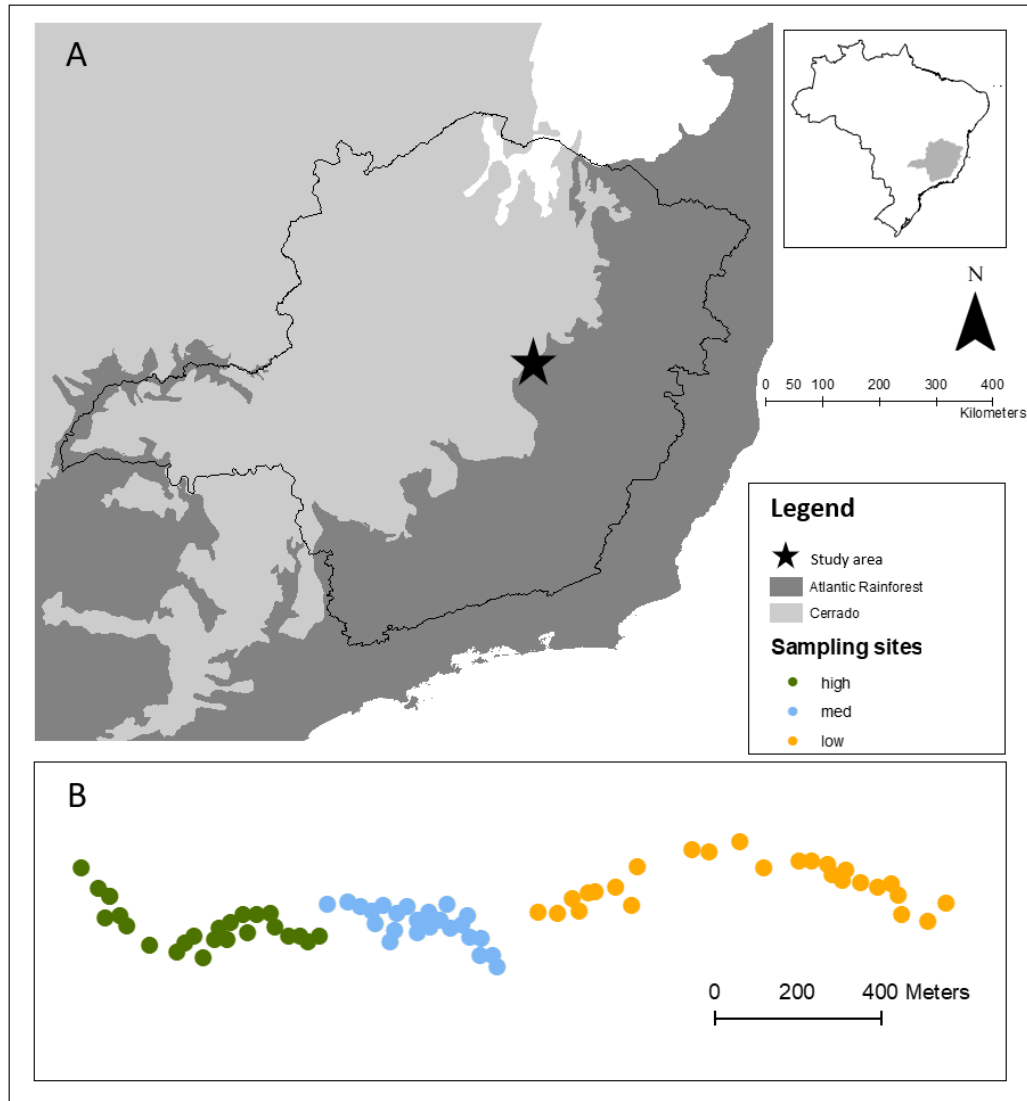 A
N
0 50 100 200 300 400
Kilometers
Legend
Study area
Atlantic Rainforest
Cerrado
Sampling sites
high
med
low
B
0 200 400 Meters